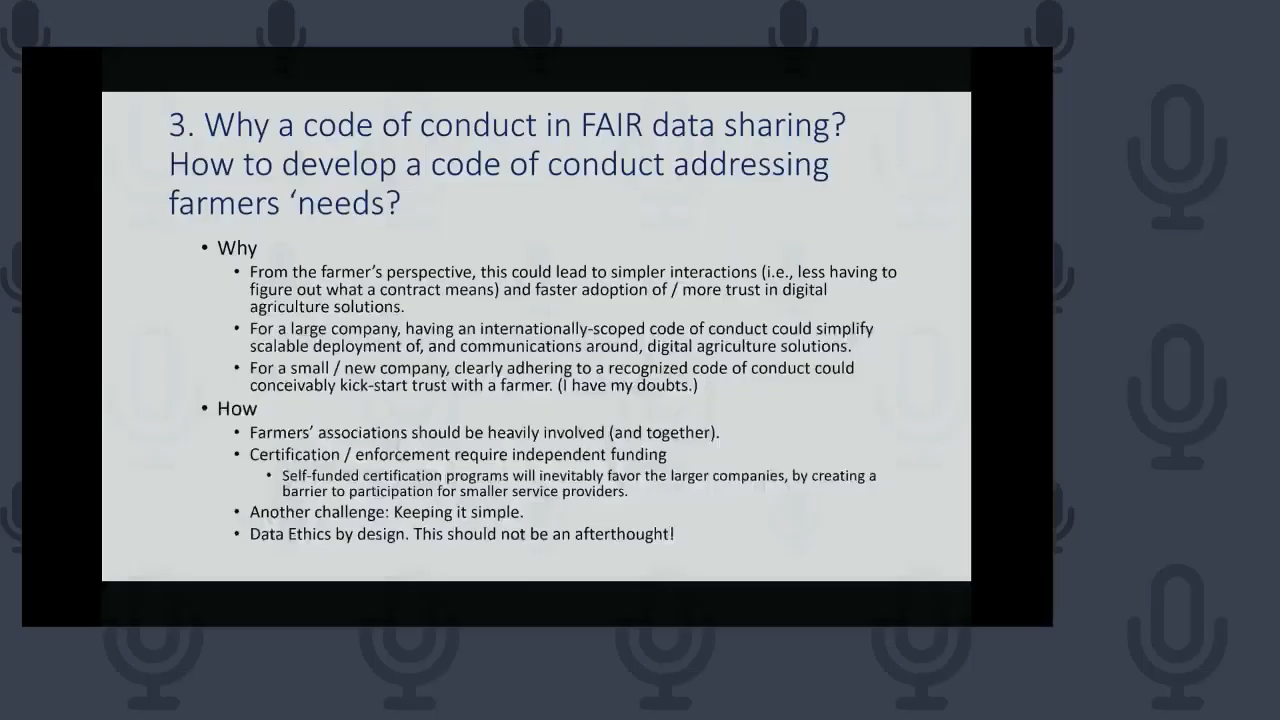 3. Why a code of conduct in FAIR data sharing?
How to develop a code of conduct addressing
farmers ‘needs?
• Why
• From the farmer’s perspective, this could lead to simpler interactions (i.e., less having to
figure out what a contract means) and faster adoption of / more trust in digital
agriculture solutions.
• For a large company, having an internationally-scoped code of conduct could simplify
scalable deployment of, and communications around, digital agriculture solutions.
• For a small / new company, clearly adhering to a recognized code of conduct could
conceivably kick-start trust with a farmer. (I have my doubts.)
• How
• Farmers’ associations should be heavily involved (and together).
• Certification / enforcement require independent funding
• Self-funded certification programs will inevitably favor the larger companies, by creating a
barrier to participation for smaller service providers.
• Another challenge: Keeping it simple.
• Data Ethics by design. This should not be an afterthought!